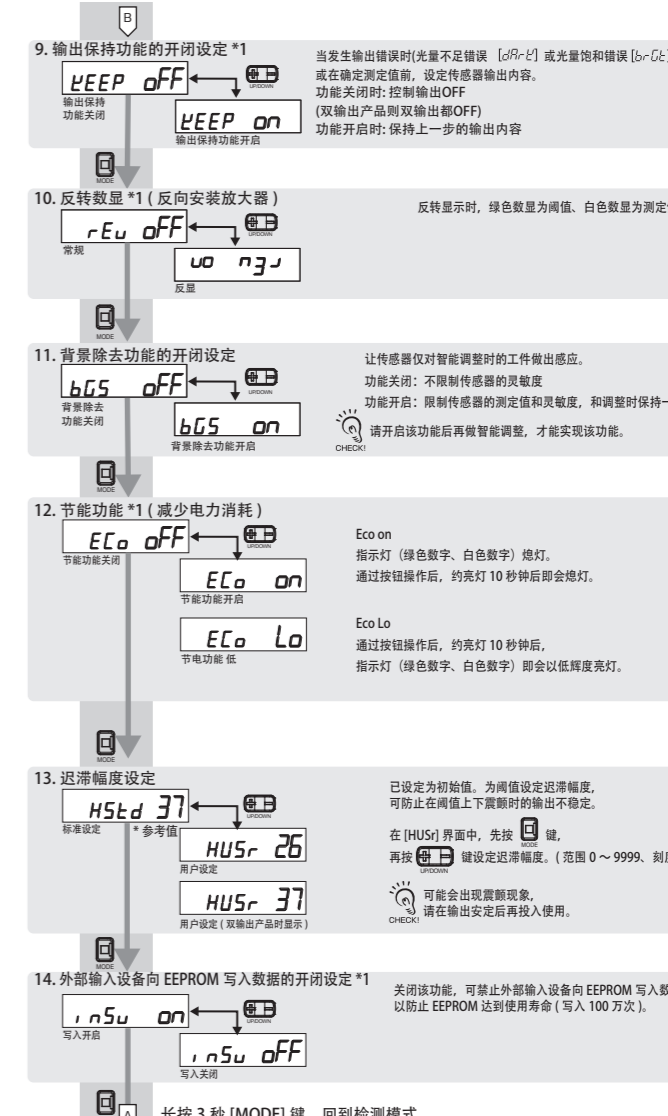 B
9. 输出保持功能的开闭设定 *1
KEEP oFF
UP/DOWN
输出保持
功能关闭
KEEP on
输出保持功能开启
当发生输出错误时(光量不足错误 [dArk] 或光量饱和错误 [brGt]
或在确定测定值前，设定传感器输出内容。
功能关闭时: 控制输出OFF
(双输出产品则双输出都OFF)
功能开启时: 保持上一步的输出内容
MODE
10. 反转数显 *1 ( 反向安装放大器 )
rEv oFF
UP/DOWN
常规
rEv on
反显
反转显示时，绿色数显为阈值、白色数显为测定
MODE
11. 背景除去功能的开闭设定
bGS oFF
UP/DOWN
背景除去
功能关闭
bGS on
背景除去功能开启
让传感器仅对智能调整时的工件做出感应。
功能关闭：不限制传感器的灵敏度
功能开启：限制传感器的测定值和灵敏度，和调整时保持一
CHECK!
请开启该功能后再做智能调整，才能实现该功能。
MODE
12. 节能功能 *1 ( 减少电力消耗 )
ECo oFF
UP/DOWN
节能功能关闭
ECo on
节能功能开启
ECo Lo
节电功能 低
Eco on
指示灯（绿色数字、白色数字）熄灯。
通过按钮操作后，约亮灯 10 秒钟后即会熄灯。
Eco Lo
通过按钮操作后，约亮灯 10 秒钟后，
指示灯（绿色数字、白色数字）即会以低辉度亮灯。
MODE
13. 迟滞幅度设定
HStd 37
UP/DOWN
标准设定
* 参考值
HUSr 26
用户设定
HUSr 37
用户设定 ( 双输出产品时显示 )
已设定为初始值。为阈值设定迟滞幅度，
可防止在阈值上下震颤时的输出不稳定。
在 [HUSr] 界面中，先按 MODE 键，
再按 UP/DOWN 键设定迟滞幅度。( 范围 0 ～ 9999、刻
CHECK!
可能会出现震颤现象，
请在输出安定后再投入使用。
MODE
14. 外部输入设备向 EEPROM 写入数据的开闭设定 *1
inSv on
UP/DOWN
写入开启
inSv oFF
写入关闭
关闭该功能，可禁止外部输入设备向 EEPROM 写入数
以防止 EEPROM 达到使用寿命 ( 写入 100 万次 )。
A
长按 3 秒 [MODE] 键，回到检测模式